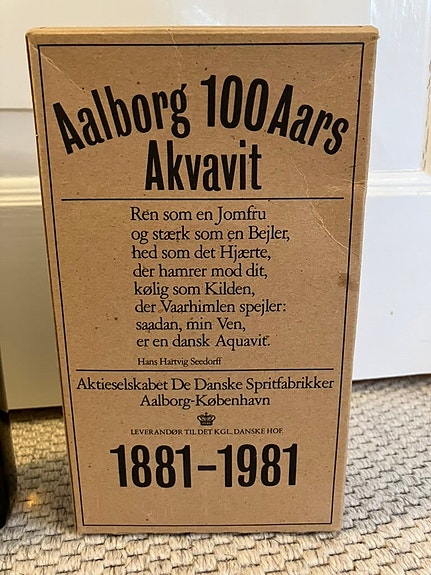 Aalborg 100 Aars
Akvavit
Ren som en Jomfru
og stærk som en Bejler,
hed som det Hjærte,
der hamrer mod dit,
kølig som Kilden,
der Vaarhimlen spejler:
saadan, min Ven,
er en dansk Aquavit.
Hans Hartvig Seedorff
Aktieselskabet De Danske Spritfabrikker
Aalborg-København
LEVERANDØR TIL DET KGL. DANSKE HOF.
1881-1981